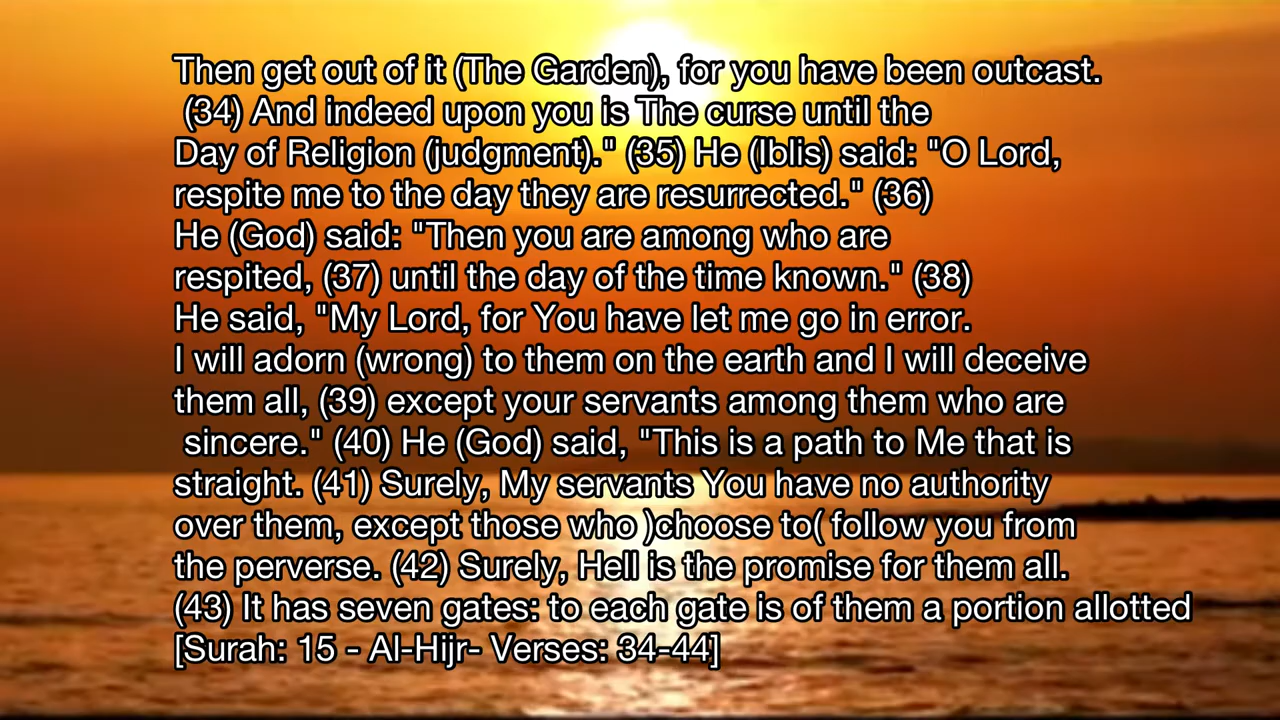 Then get out of it (The Garden), for you have been outcast.
(34) And indeed upon you is The curse until the
Day of Religion (judgment)." (35) He (Iblis) said: "O Lord,
respite me to the day they are resurrected." (36)
He (God) said: "Then you are among who are
respited, (37) until the day of the time known." (38)
He said, "My Lord, for You have let me go in error.
I will adorn (wrong) to them on the earth and I will deceive
them all, (39) except your servants among them who are
sincere." (40) He (God) said, "This is a path to Me that is
straight. (41) Surely, My servants You have no authority
over them, except those who )choose to( follow you from
the perverse. (42) Surely, Hell is the promise for them all.
(43) It has seven gates: to each gate is of them a portion allotted
[Surah: 15 - Al-Hijr- Verses: 34-44]